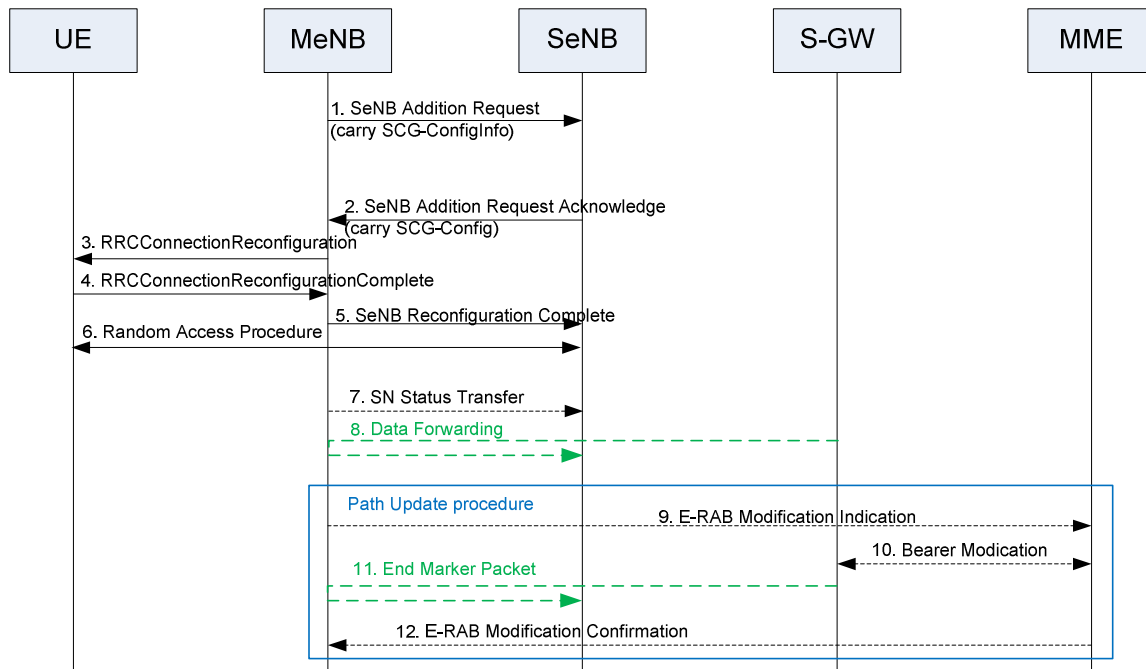 UE
MeNB
SeNB
S-GW
MME
1. SeNB Addition Request
(carry SCG-ConfigInfo)
2. SeNB Addition Request Acknowledge
(carry SCG-Config)
3. RRCConnectionReconfiguration
4. RRCConnectionReconfigurationComplete
5. SeNB Reconfiguration Complete
6. Random Access Procedure
7. SN Status Transfer
8. Data Forwarding
Path Update procedure
9. E-RAB Modification Indication
10. Bearer Modication
11. End Marker Packet
12. E-RAB Modification Confirmation